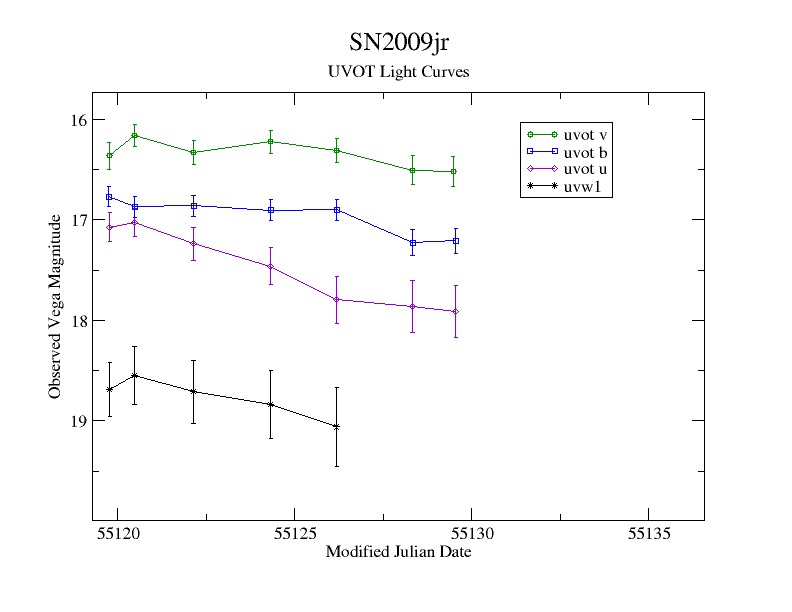 SN2009jr
UVOT Light Curves
uvot v
uvot b
uvot u
uvw1
Observed Vega Magnitude
16
17
18
19
55120 55125 55130 55135
Modified Julian Date